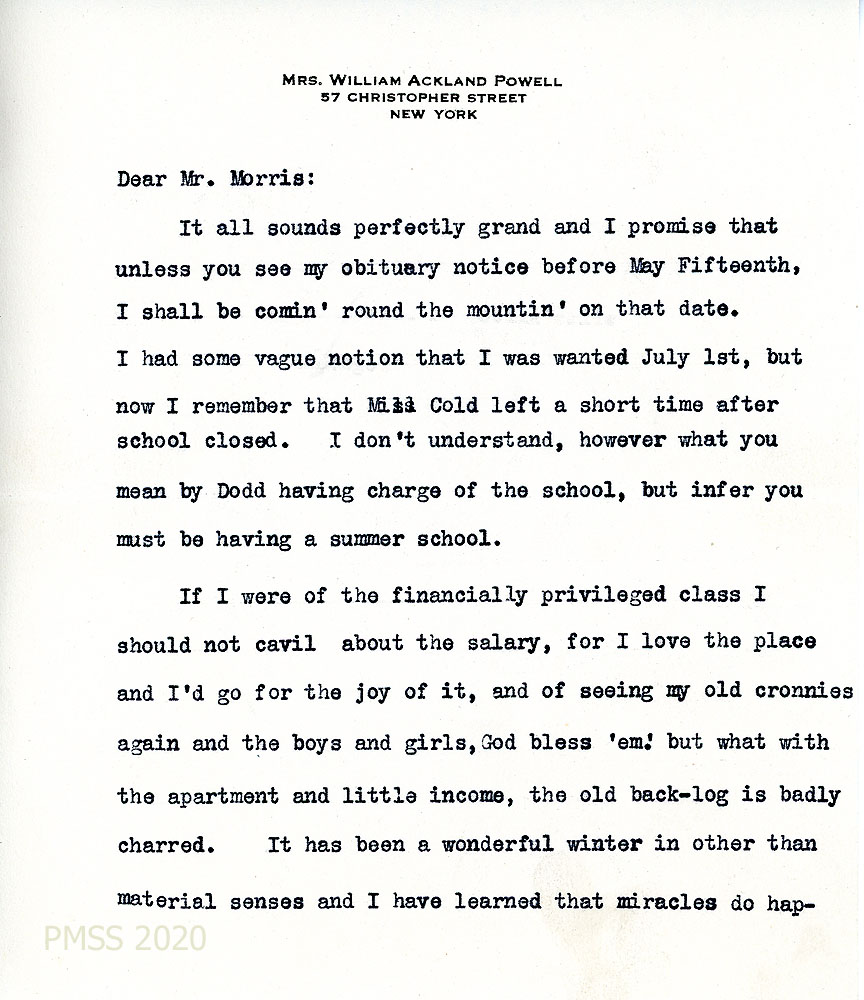 MRS. WILLIAM ACKLAND POWELL
57 CHRISTOPHER STREET
NEW YORK
Dear Mr. Morris:
It all sounds perfectly grand and I promise that
unless you see my obituary notice before May Fifteenth,
I shall be comin' round the mountin' on that date.
I had some vague notion that I was wanted July 1st, but
now I remember that Cold left a short time after
school closed. I don't understand, however what you
mean by Dodd having charge of the school, but infer you
must be having a summer school.
If I were of the financially privileged class I
should not cavil about the salary, for I love the place
and I'd go for the joy of it, and of seeing my old cronnies
again and the boys and girls,God bless 'em! but what with
the apartment and little income, the old back-log is badly
charred. It has been a wonderful winter in other than
material senses and I have learned that miracles do hap-
PMSS 2020